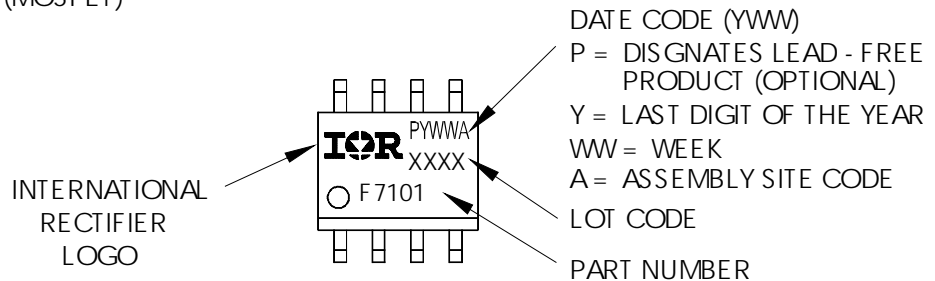 (MOSFET)
DATE CODE (YWW)
P = DISGNATES LEAD - FREE
PRODUCT (OPTIONAL)
Y = LAST DIGIT OF THE YEAR
WW = WEEK
A = ASSEMBLY SITE CODE
LOT CODE
PART NUMBER
INTERNATIONAL
RECTIFIER
LOGO
IOR
PYWWA
XXXX
F7101